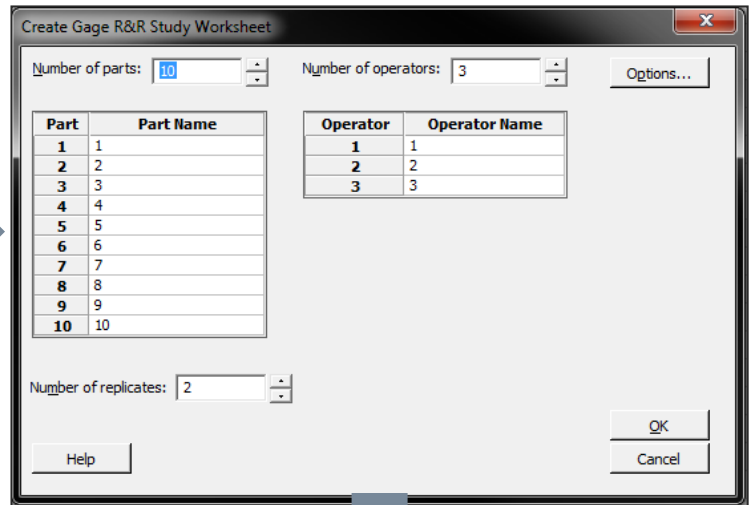 Create Gage R&R Study Worksheet
Number of parts: 10 Number of operators: 3 Options...
Part Part Name Operator Operator Name
1 1 1 1
2 2 2 2
3 3 3 3
4 4
5 5
6 6
7 7
8 8
9 9
10 10
Number of replicates: 2
OK
Help Cancel